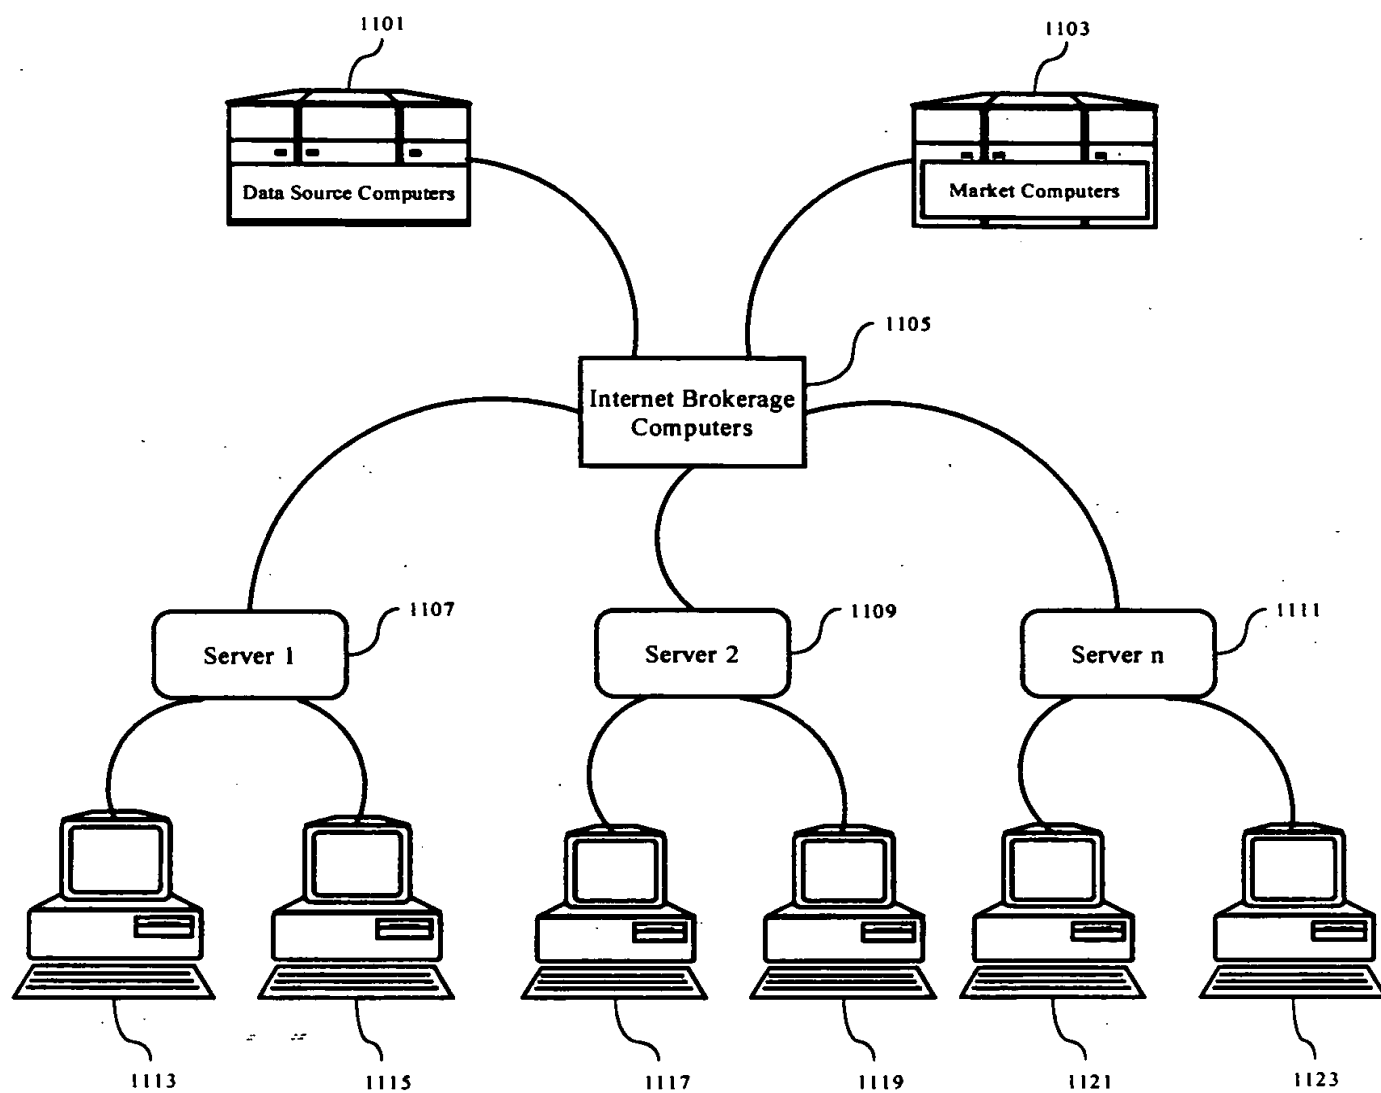 1101
1103
Data Source Computers
Market Computers
1105
Internet Brokerage
Computers
1107
1109
1111
Server 1
Server 2
Server n
1113
1115
1117
1119
1121
1123